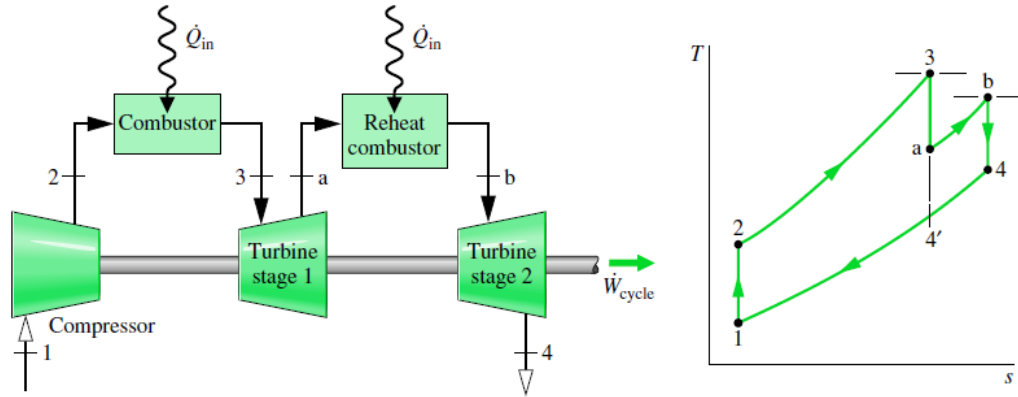 Q̇in
Q̇in
Combustor
Reheat
combustor
2
3
a
b
Turbine
stage 1
Turbine
stage 2
Ẇcycle
Compressor
1
4
T
3
b
a
4
2
4′
1
s